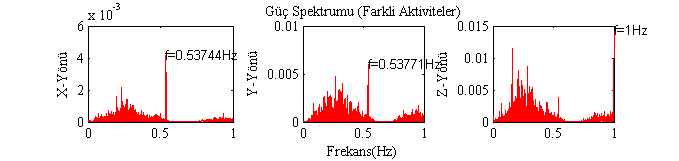 Güç Spektrumu (Farkli Aktiviteler)
x 10^-3
6
4
2
0
X-Yönü
f=0.53744Hz
0 0.5 1
0.01
0.005
0
Y-Yönü
f=0.53771Hz
0 0.5 1
Frekans(Hz)
0.015
0.01
0.005
0
Z-Yönü
f=1Hz
0 0.5 1